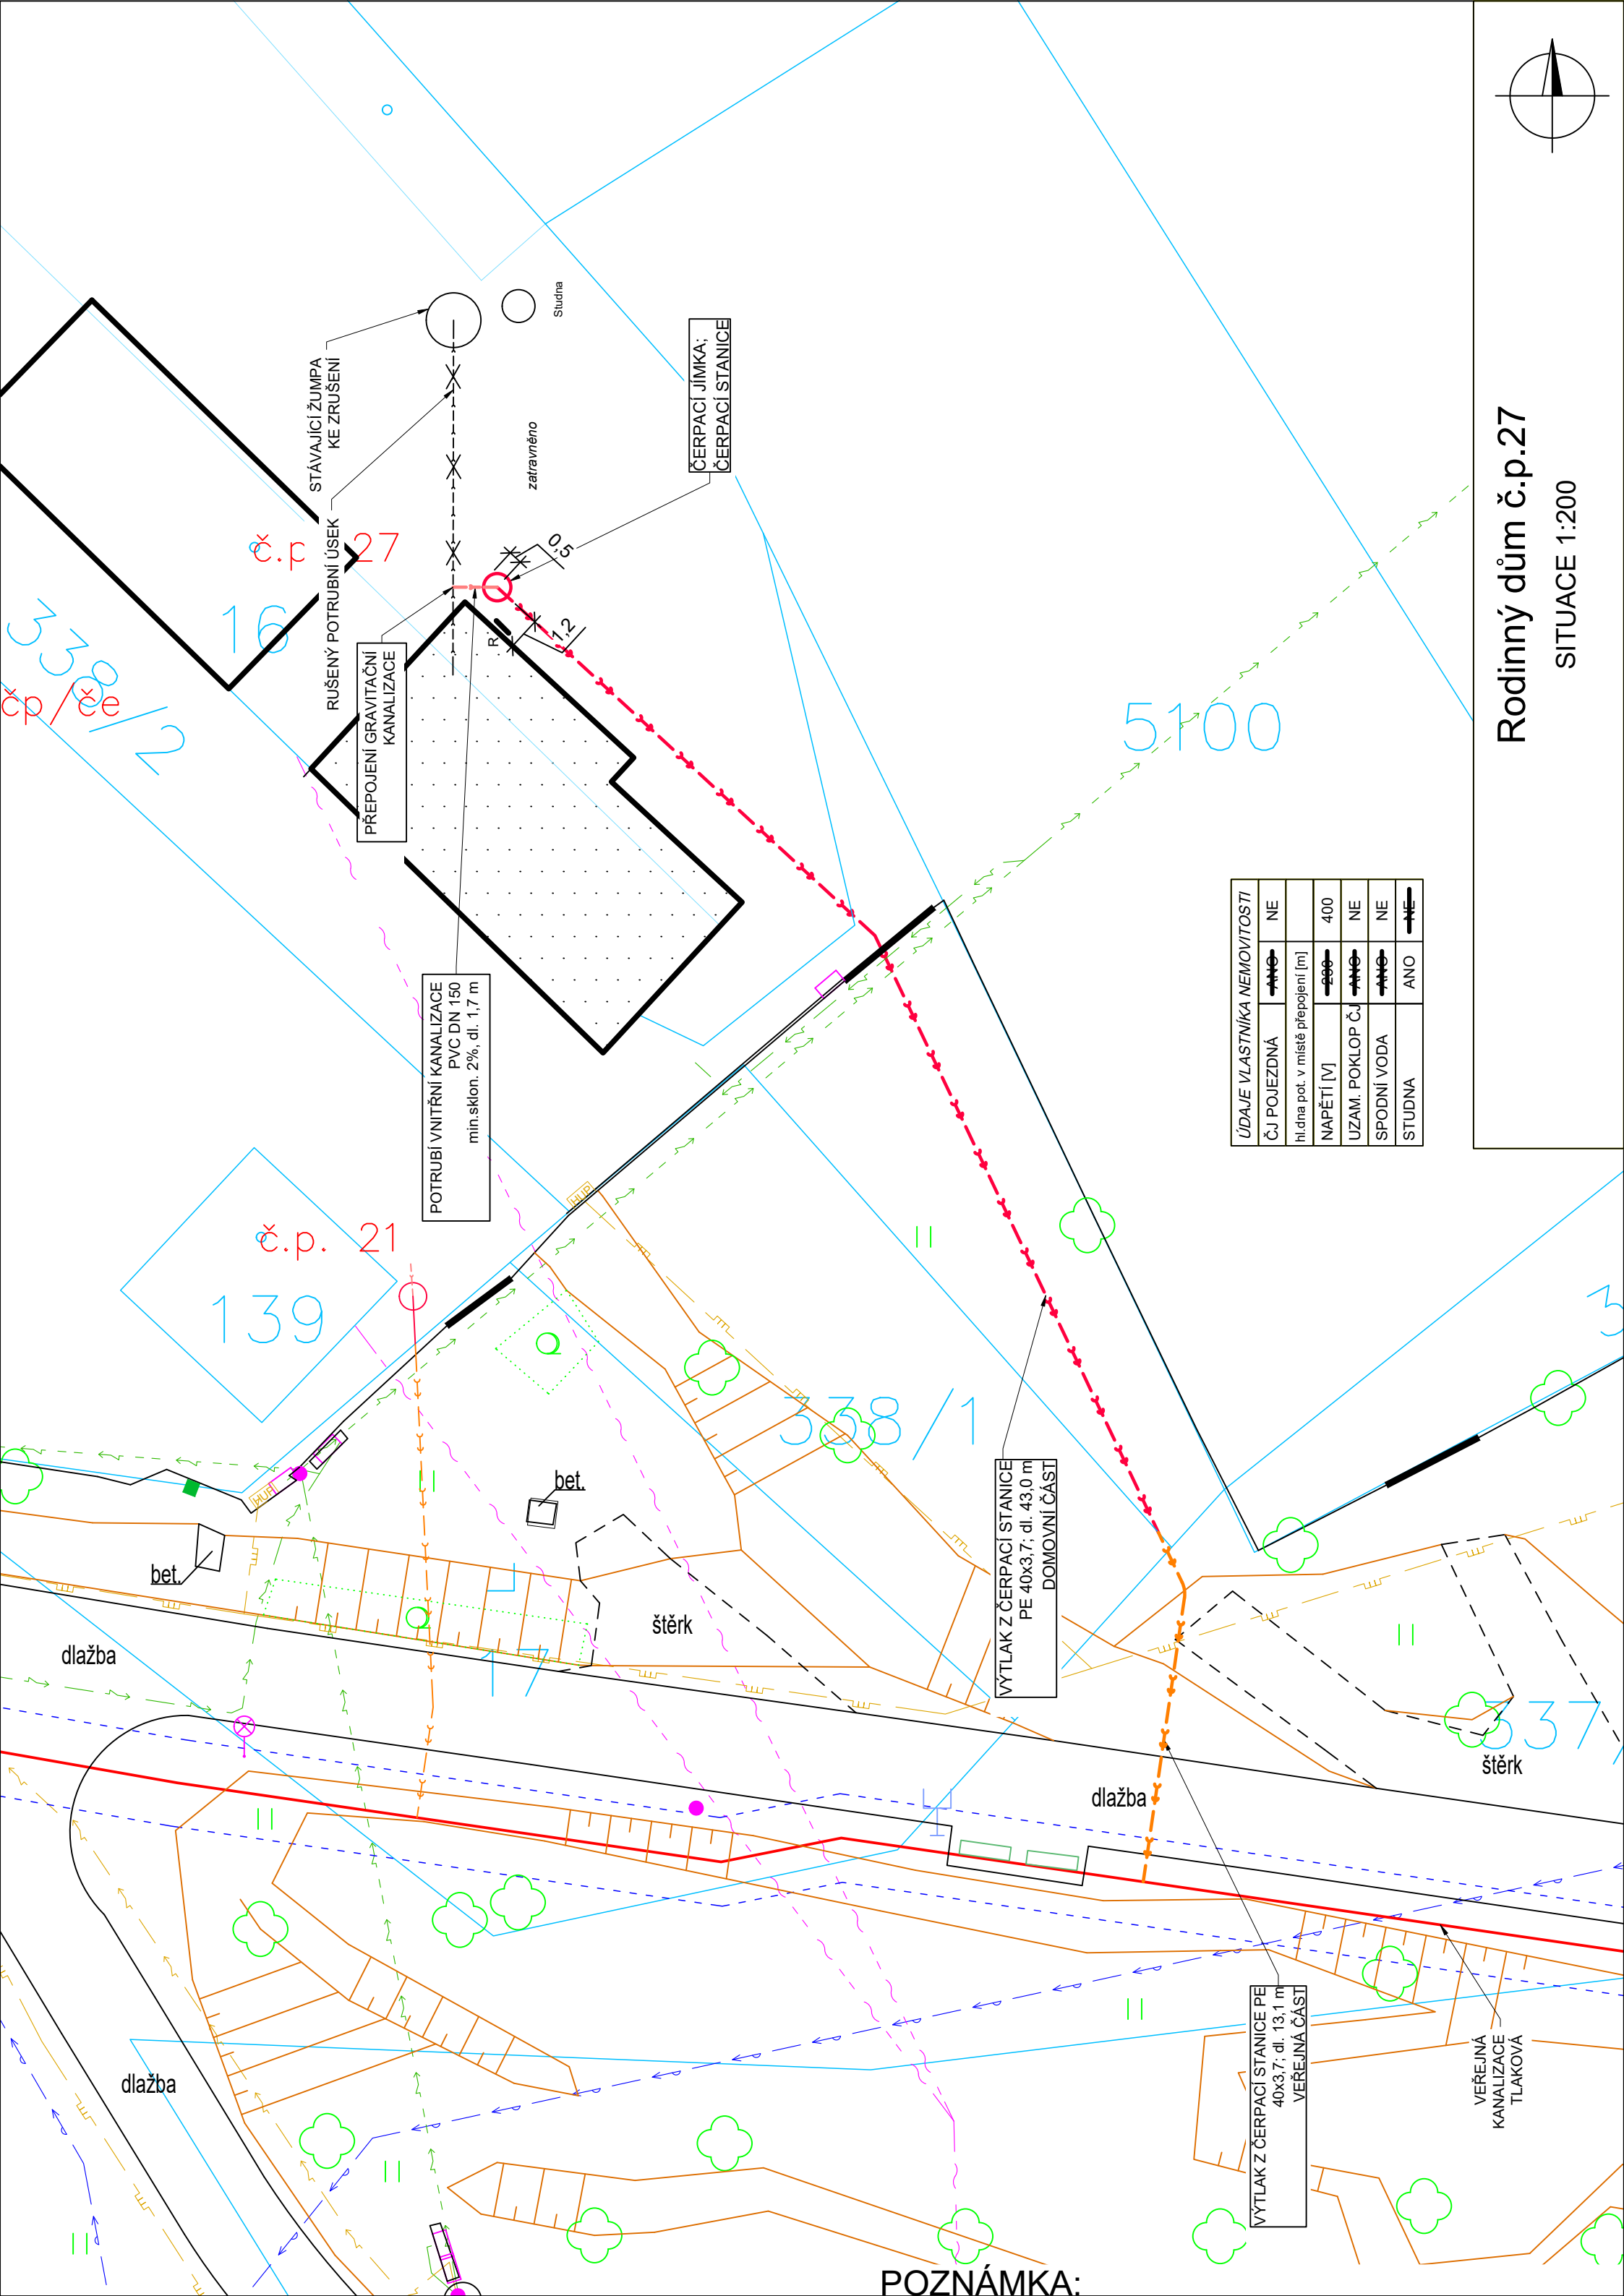 STÁVAJÍCÍ ŽUMPA
KE ZRUŠENÍ
Studna
RUŠENÝ POTRUBNÍ ÚSEK
zatravněno
ČERPACÍ JÍMKA;
ČERPACÍ STANICE
č.p 27
16
338/2
čp/če
0,5
1,2
R
PŘEPOJENÍ GRAVITAČNÍ
KANALIZACE
5100
POTRUBÍ VNITŘNÍ KANALIZACE
PVC DN 150
min.sklon. 2%, dl. 1,7 m
Rodinný dům č.p.27
SITUACE 1:200
ÚDAJE VLASTNÍKA NEMOVITOSTI
ČJ POJEZDNÁ ANO NE
hl.dna pot. v místě přepojení [m]
NAPĚTÍ [V] 230 400
UZAM. POKLOP ČJ ANO NE
SPODNÍ VODA ANO NE
STUDNA ANO NE
č.p. 21
139
HUP
HUP
338/1
bet.
bet.
štěrk
17
dlažba
VÝTLAK Z ČERPACÍ STANICE
PE 40x3,7; dl. 43,0 m
DOMOVNÍ ČÁST
337
štěrk
dlažba
dlažba
VÝTLAK Z ČERPACÍ STANICE PE
40x3,7; dl. 13,1 m
VEŘEJNÁ ČÁST
VEŘEJNÁ
KANALIZACE
TLAKOVÁ
POZNÁMKA: